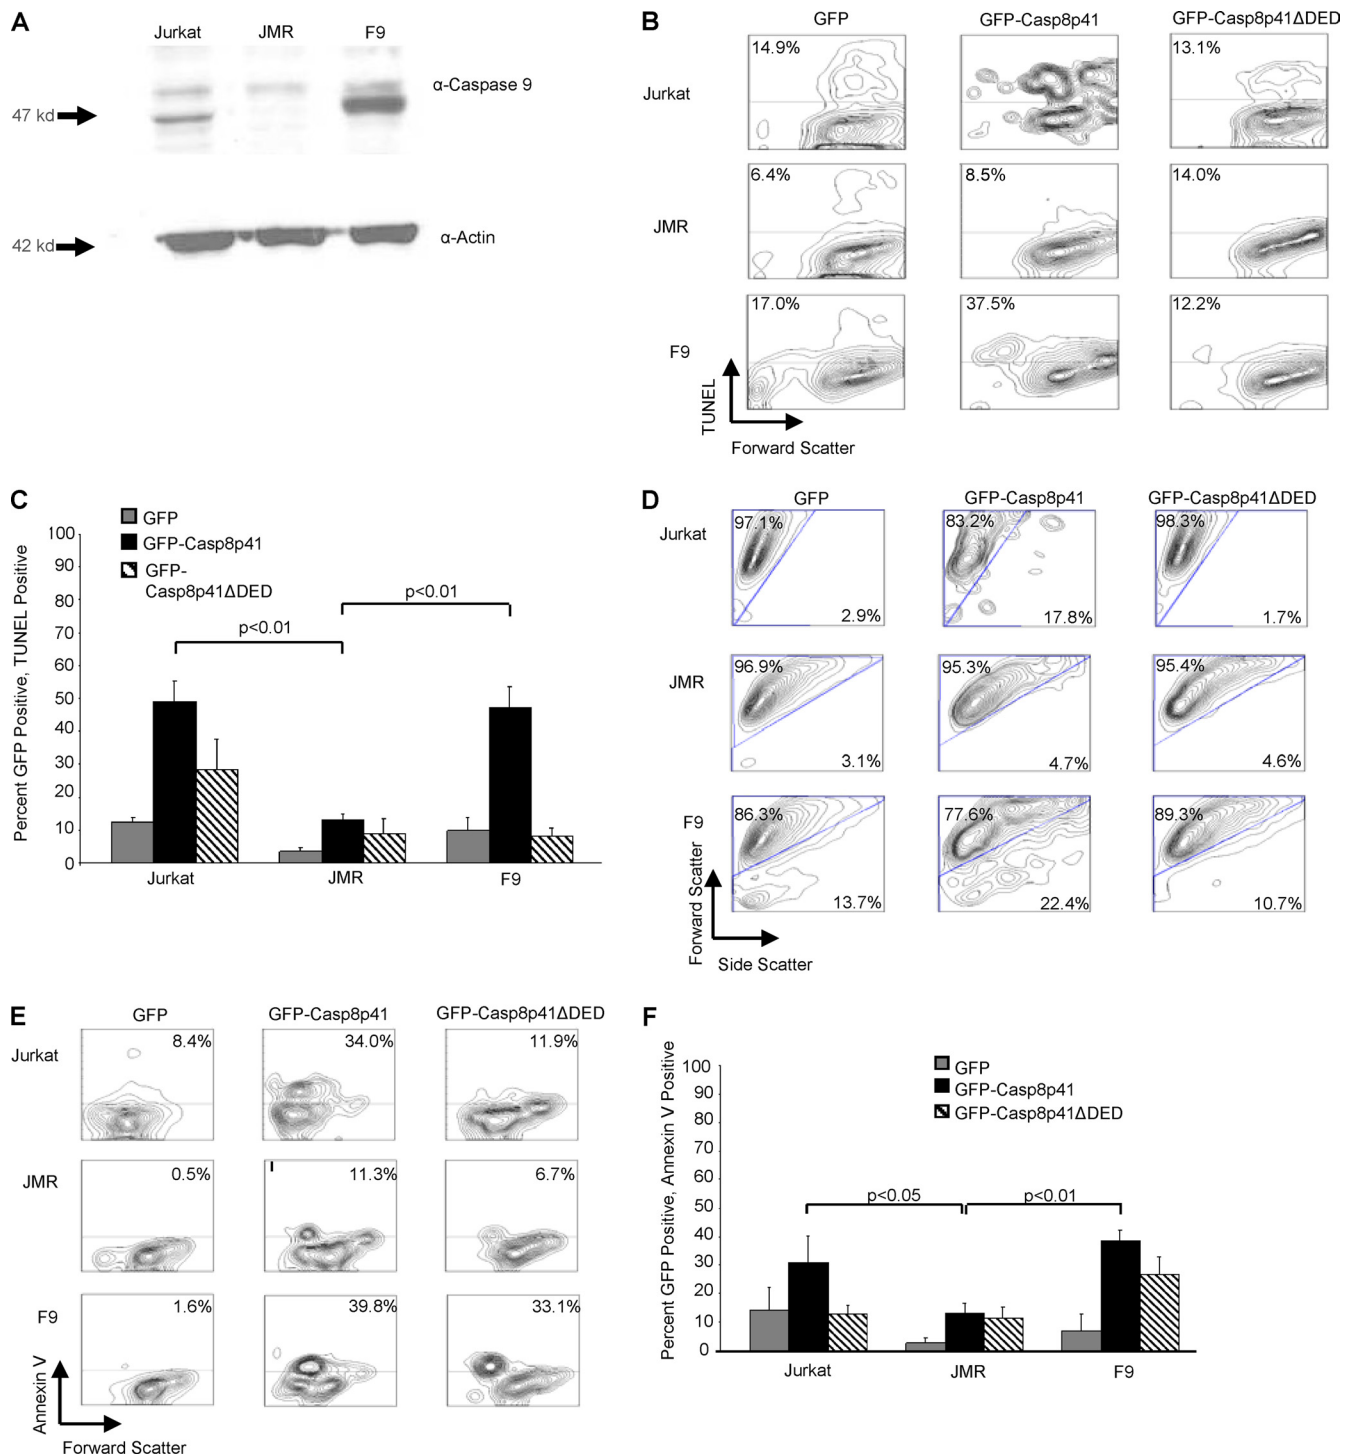 A
Jurkat JMR F9
α-Caspase 9
47 kd
α-Actin
42 kd
B
GFP GFP-Casp8p41 GFP-Casp8p41ΔDED
Jurkat
14.9% 13.1%
JMR
6.4% 8.5% 14.0%
F9
17.0% 37.5% 12.2%
TUNEL
Forward Scatter
C
GFP
GFP-Casp8p41
GFP-
Casp8p41ΔDED
Percent GFP Positive, TUNEL Positive
100
90
80
70
60
50
40
30
20
10
0
p<0.01
p<0.01
Jurkat JMR F9
D
GFP GFP-Casp8p41 GFP-Casp8p41ΔDED
Jurkat
97.1% 83.2% 98.3%
2.9% 17.8% 1.7%
JMR
96.9% 95.3% 95.4%
3.1% 4.7% 4.6%
F9
86.3% 77.6% 89.3%
13.7% 22.4% 10.7%
Forward Scatter
Side Scatter
E
GFP GFP-Casp8p41 GFP-Casp8p41ΔDED
Jurkat
8.4% 34.0% 11.9%
JMR
0.5% 11.3% 6.7%
F9
1.6% 39.8% 33.1%
Annexin V
Forward Scatter
F
GFP
GFP-Casp8p41
GFP-Casp8p41ΔDED
Percent GFP Positive, Annexin V Positive
100
90
80
70
60
50
40
30
20
10
0
p<0.05
p<0.01
Jurkat JMR F9